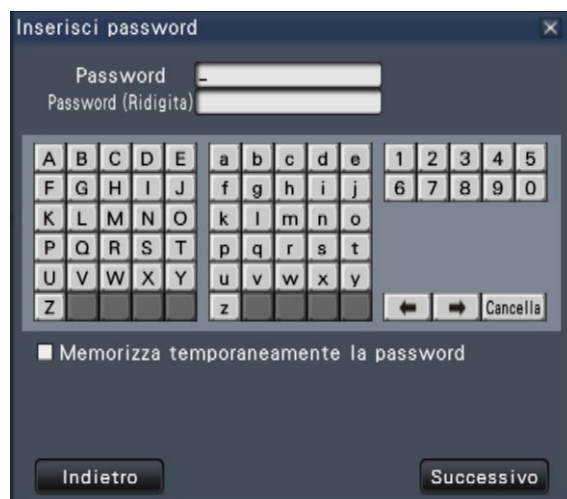 Inserisci password
Password
Password (Ridigita)
A B C D E a b c d e 1 2 3 4 5
F G H I J f g h i j 6 7 8 9 0
K L M N O k l m n o
P Q R S T p q r s t
U V W X Y u v w x y
Z z Cancella
Memorizza temporaneamente la password
Indietro Successivo